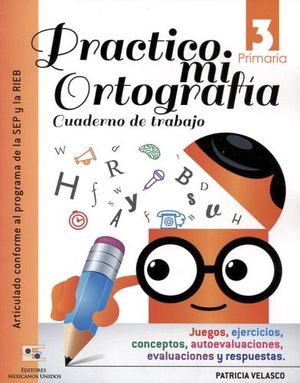 Practico
mi
Ortografía
3
Primaria
Cuaderno de trabajo
Articulado conforme al programa de la SEP y la RIEB
Juegos, ejercicios,
conceptos, autoevaluaciones,
evaluaciones y respuestas.
EDITORES
MEXICANOS UNIDOS
PATRICIA VELASCO